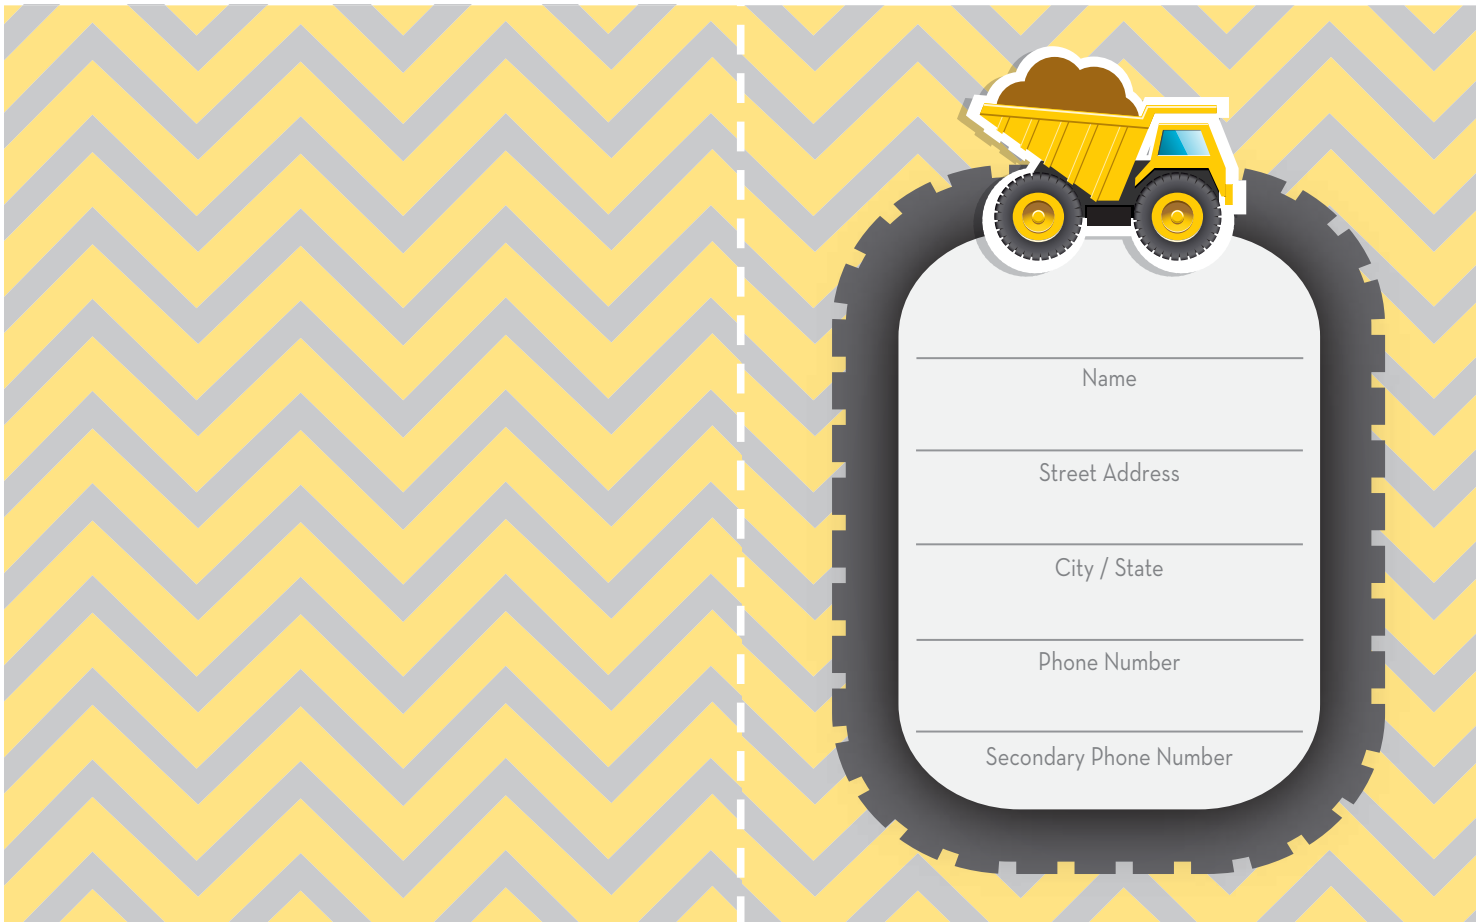 Name
Street Address
City / State
Phone Number
Secondary Phone Number